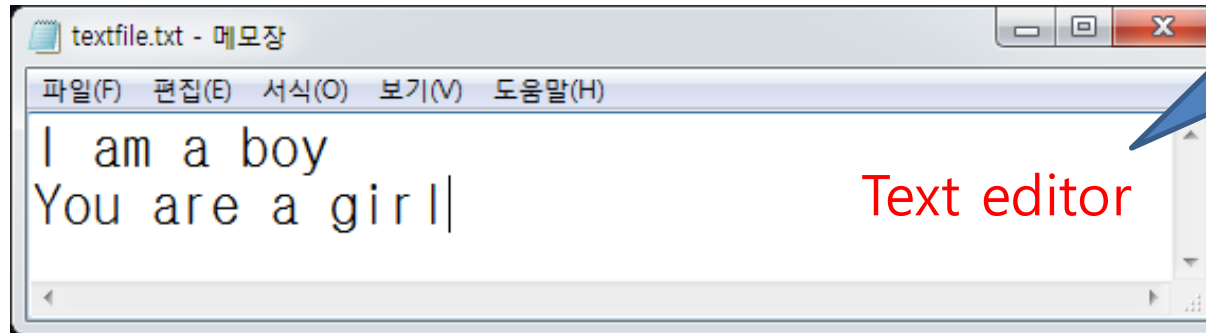 textfile.txt - 메모장
파일(F) 편집(E) 서식(O) 보기(V) 도움말(H)
I am a boy
You are a girl
Text editor